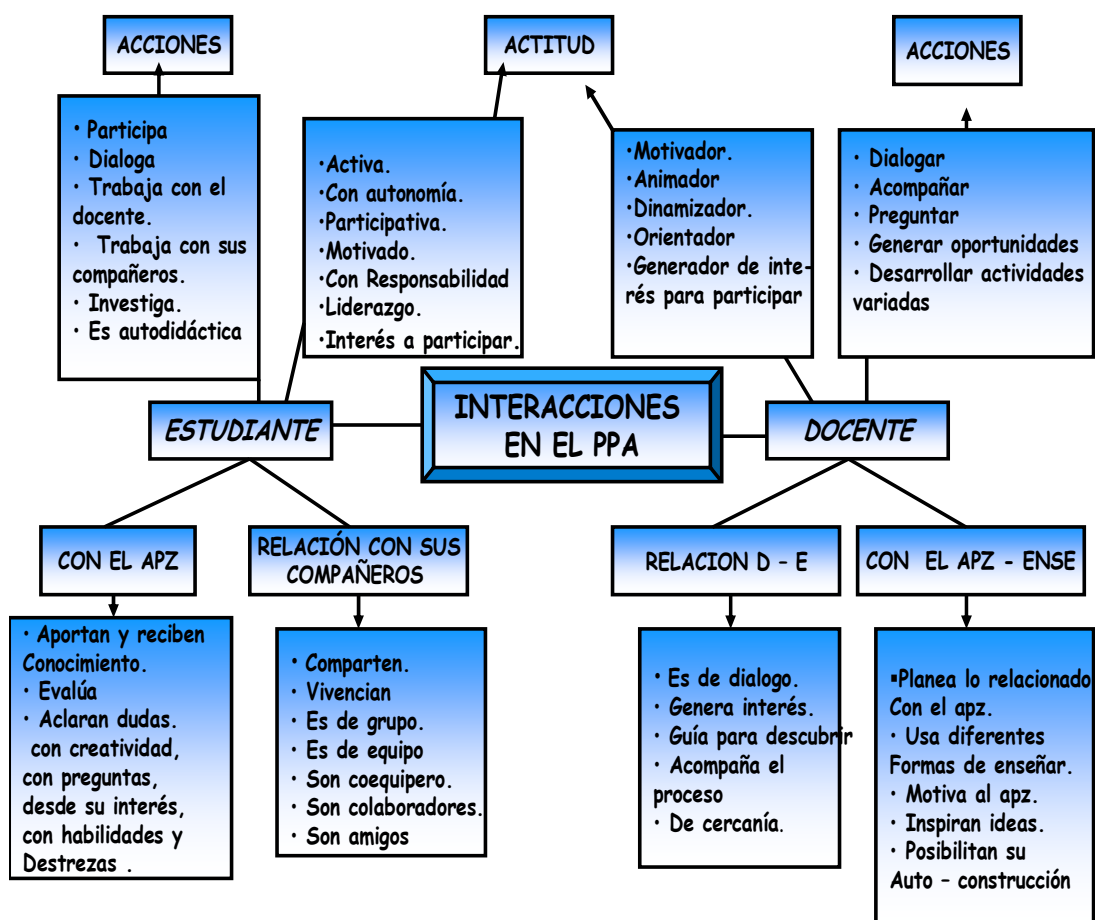 ACCIONES
ACTITUD
ACCIONES
· Participa
· Dialoga
· Trabaja con el
docente.
· Trabaja con sus
compañeros.
· Investiga.
· Es autodidáctica
·Activa.
·Con autonomía.
·Participativa.
·Motivado.
·Con Responsabilidad
·Liderazgo.
·Interés a participar.
·Motivador.
·Animador
·Dinamizador.
·Orientador
·Generador de inte-
rés para participar
· Dialogar
· Acompañar
· Preguntar
· Generar oportunidades
· Desarrollar actividades
variadas
ESTUDIANTE
INTERACCIONES
EN EL PPA
DOCENTE
CON EL APZ
RELACIÓN CON SUS
COMPAÑEROS
RELACION D - E
CON EL APZ - ENSE
· Aportan y reciben
Conocimiento.
· Evalúa
· Aclaran dudas.
con creatividad,
con preguntas,
desde su interés,
con habilidades y
Destrezas .
· Comparten.
· Vivencian
· Es de grupo.
· Es de equipo
· Son coequipero.
· Son colaboradores.
· Son amigos
· Es de dialogo.
· Genera interés.
· Guía para descubrir
· Acompaña el
proceso
· De cercanía.
▪Planea lo relacionado
Con el apz.
· Usa diferentes
Formas de enseñar.
· Motiva al apz.
· Inspiran ideas.
· Posibilitan su
Auto - construcción